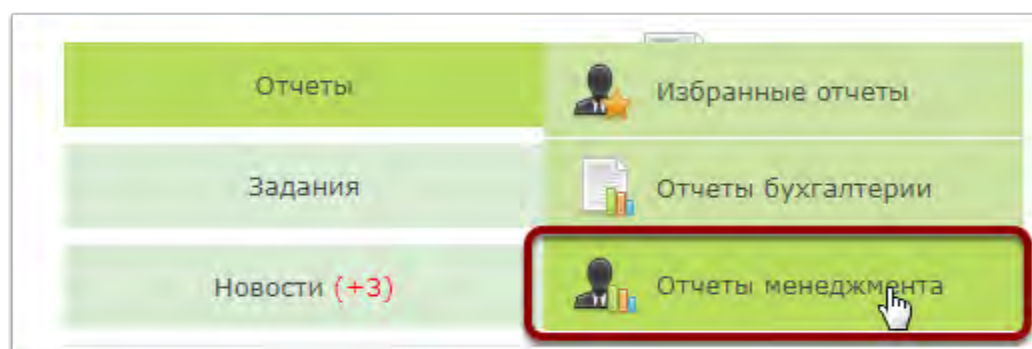 Отчеты
Избранные отчеты
Задания
Отчеты бухгалтерии
Новости (+3)
Отчеты менеджмента